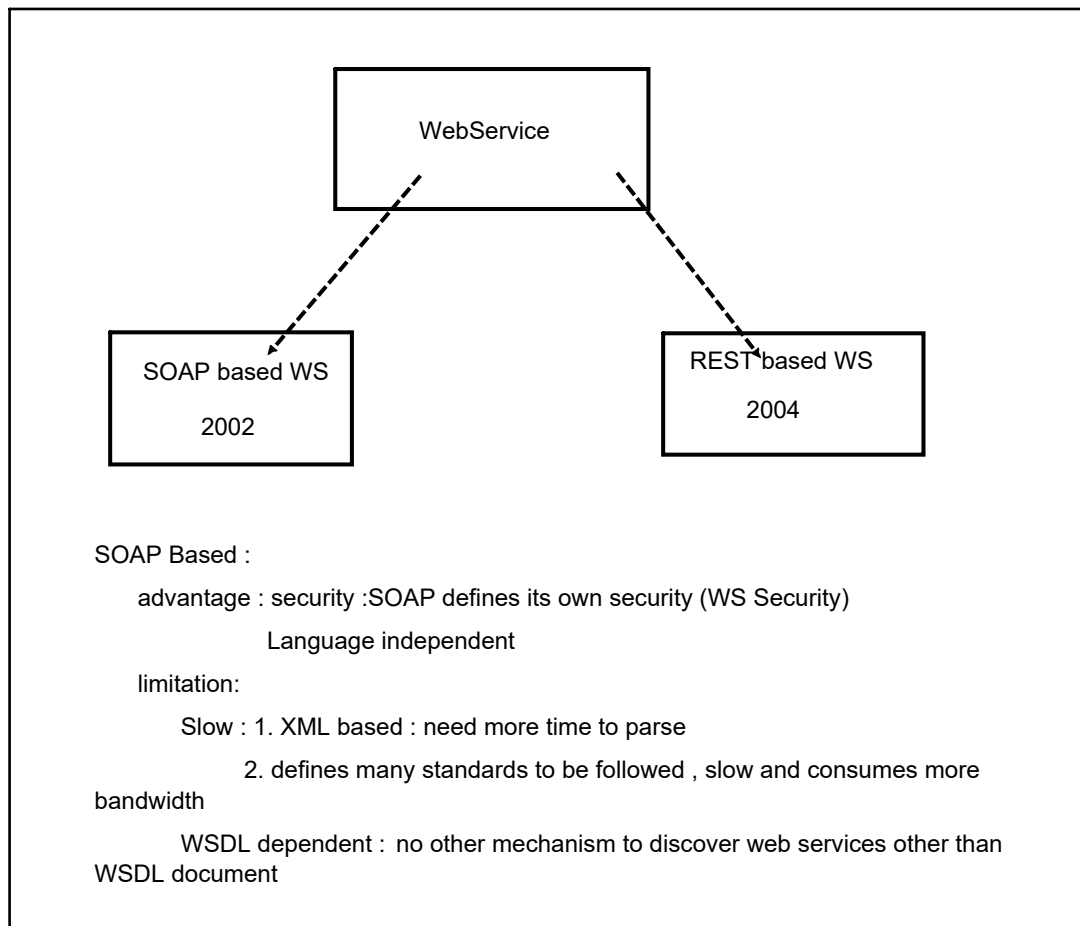 WebService
SOAP based WS
2002
REST based WS
2004
SOAP Based :
advantage : security :SOAP defines its own security (WS Security)
Language independent
limitation:
Slow : 1. XML based : need more time to parse
2. defines many standards to be followed , slow and consumes more
bandwidth
WSDL dependent : no other mechanism to discover web services other than
WSDL document